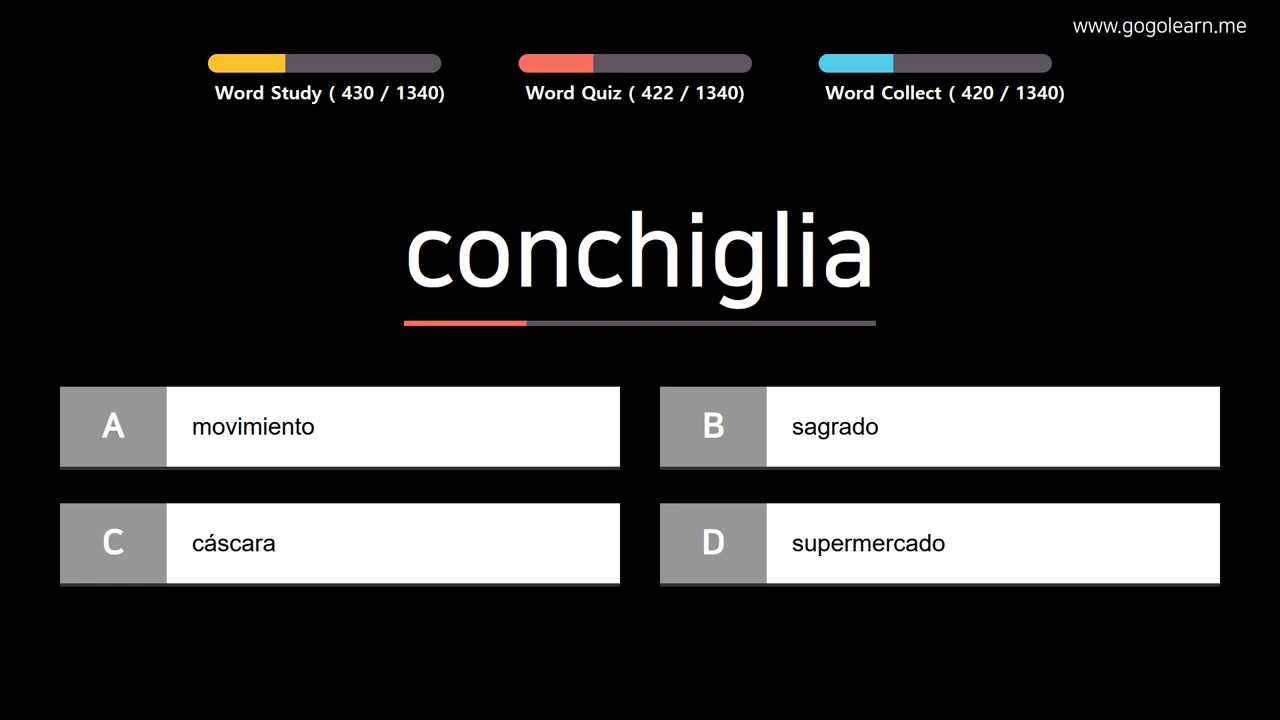 www.gogolearn.me
Word Study ( 430 / 1340)
Word Quiz ( 422 / 1340)
Word Collect ( 420 / 1340)
conchiglia
A movimiento
B sagrado
C cáscara
D supermercado